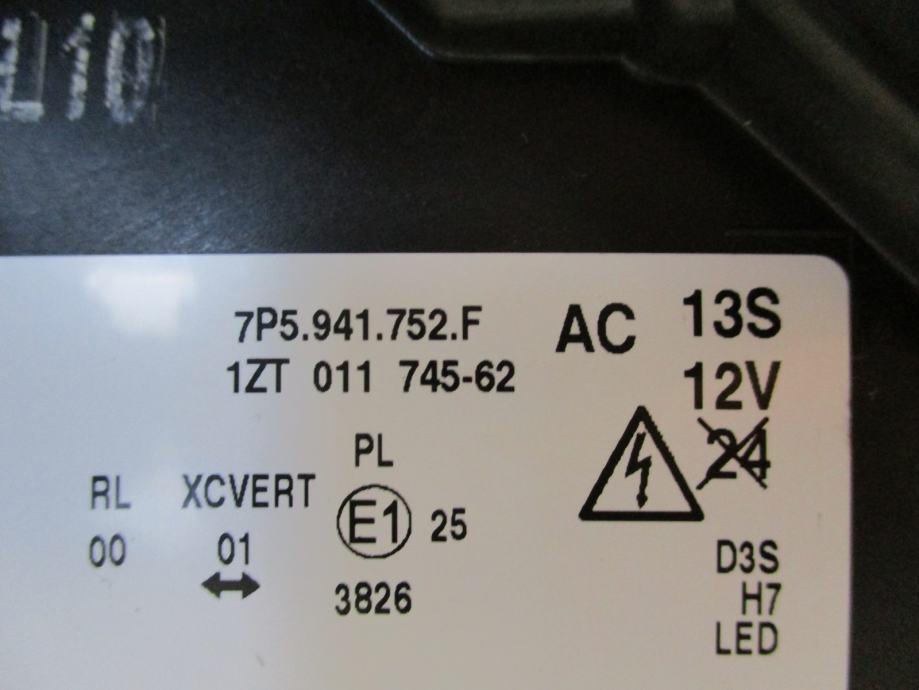 L10
7P5.941.752.F AC 13S
1ZT 011 745-62 12V
24
PL
RL XCVERT E1 25
00 01
3826
D3S
H7
LED